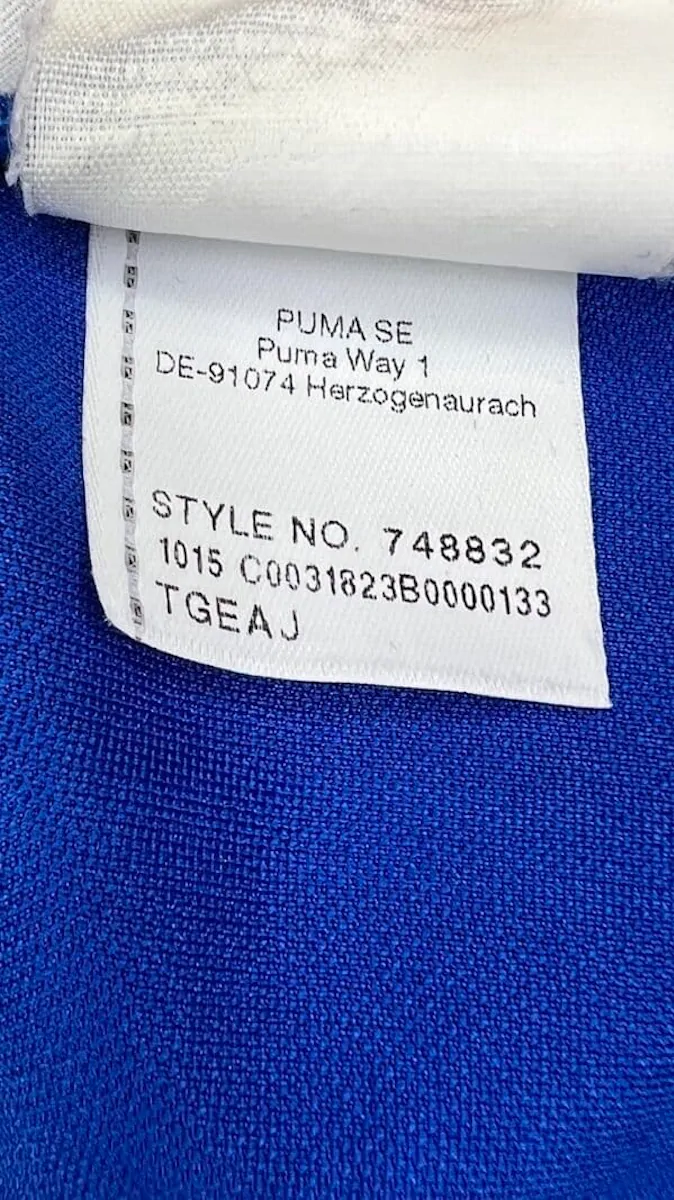 PUMA SE
Puma Way 1
DE-91074 Herzogenaurach
STYLE NO. 748832
1015 C0031823B0000133
TGEAJ